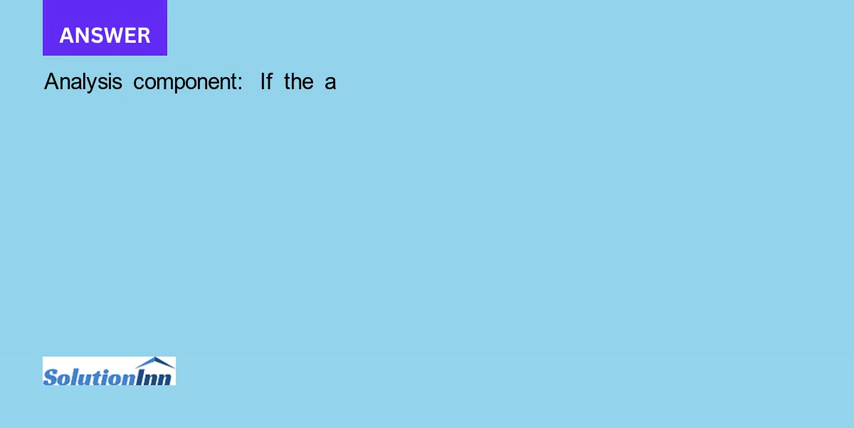 ANSWER
Analysis component: If the a
SolutionInn